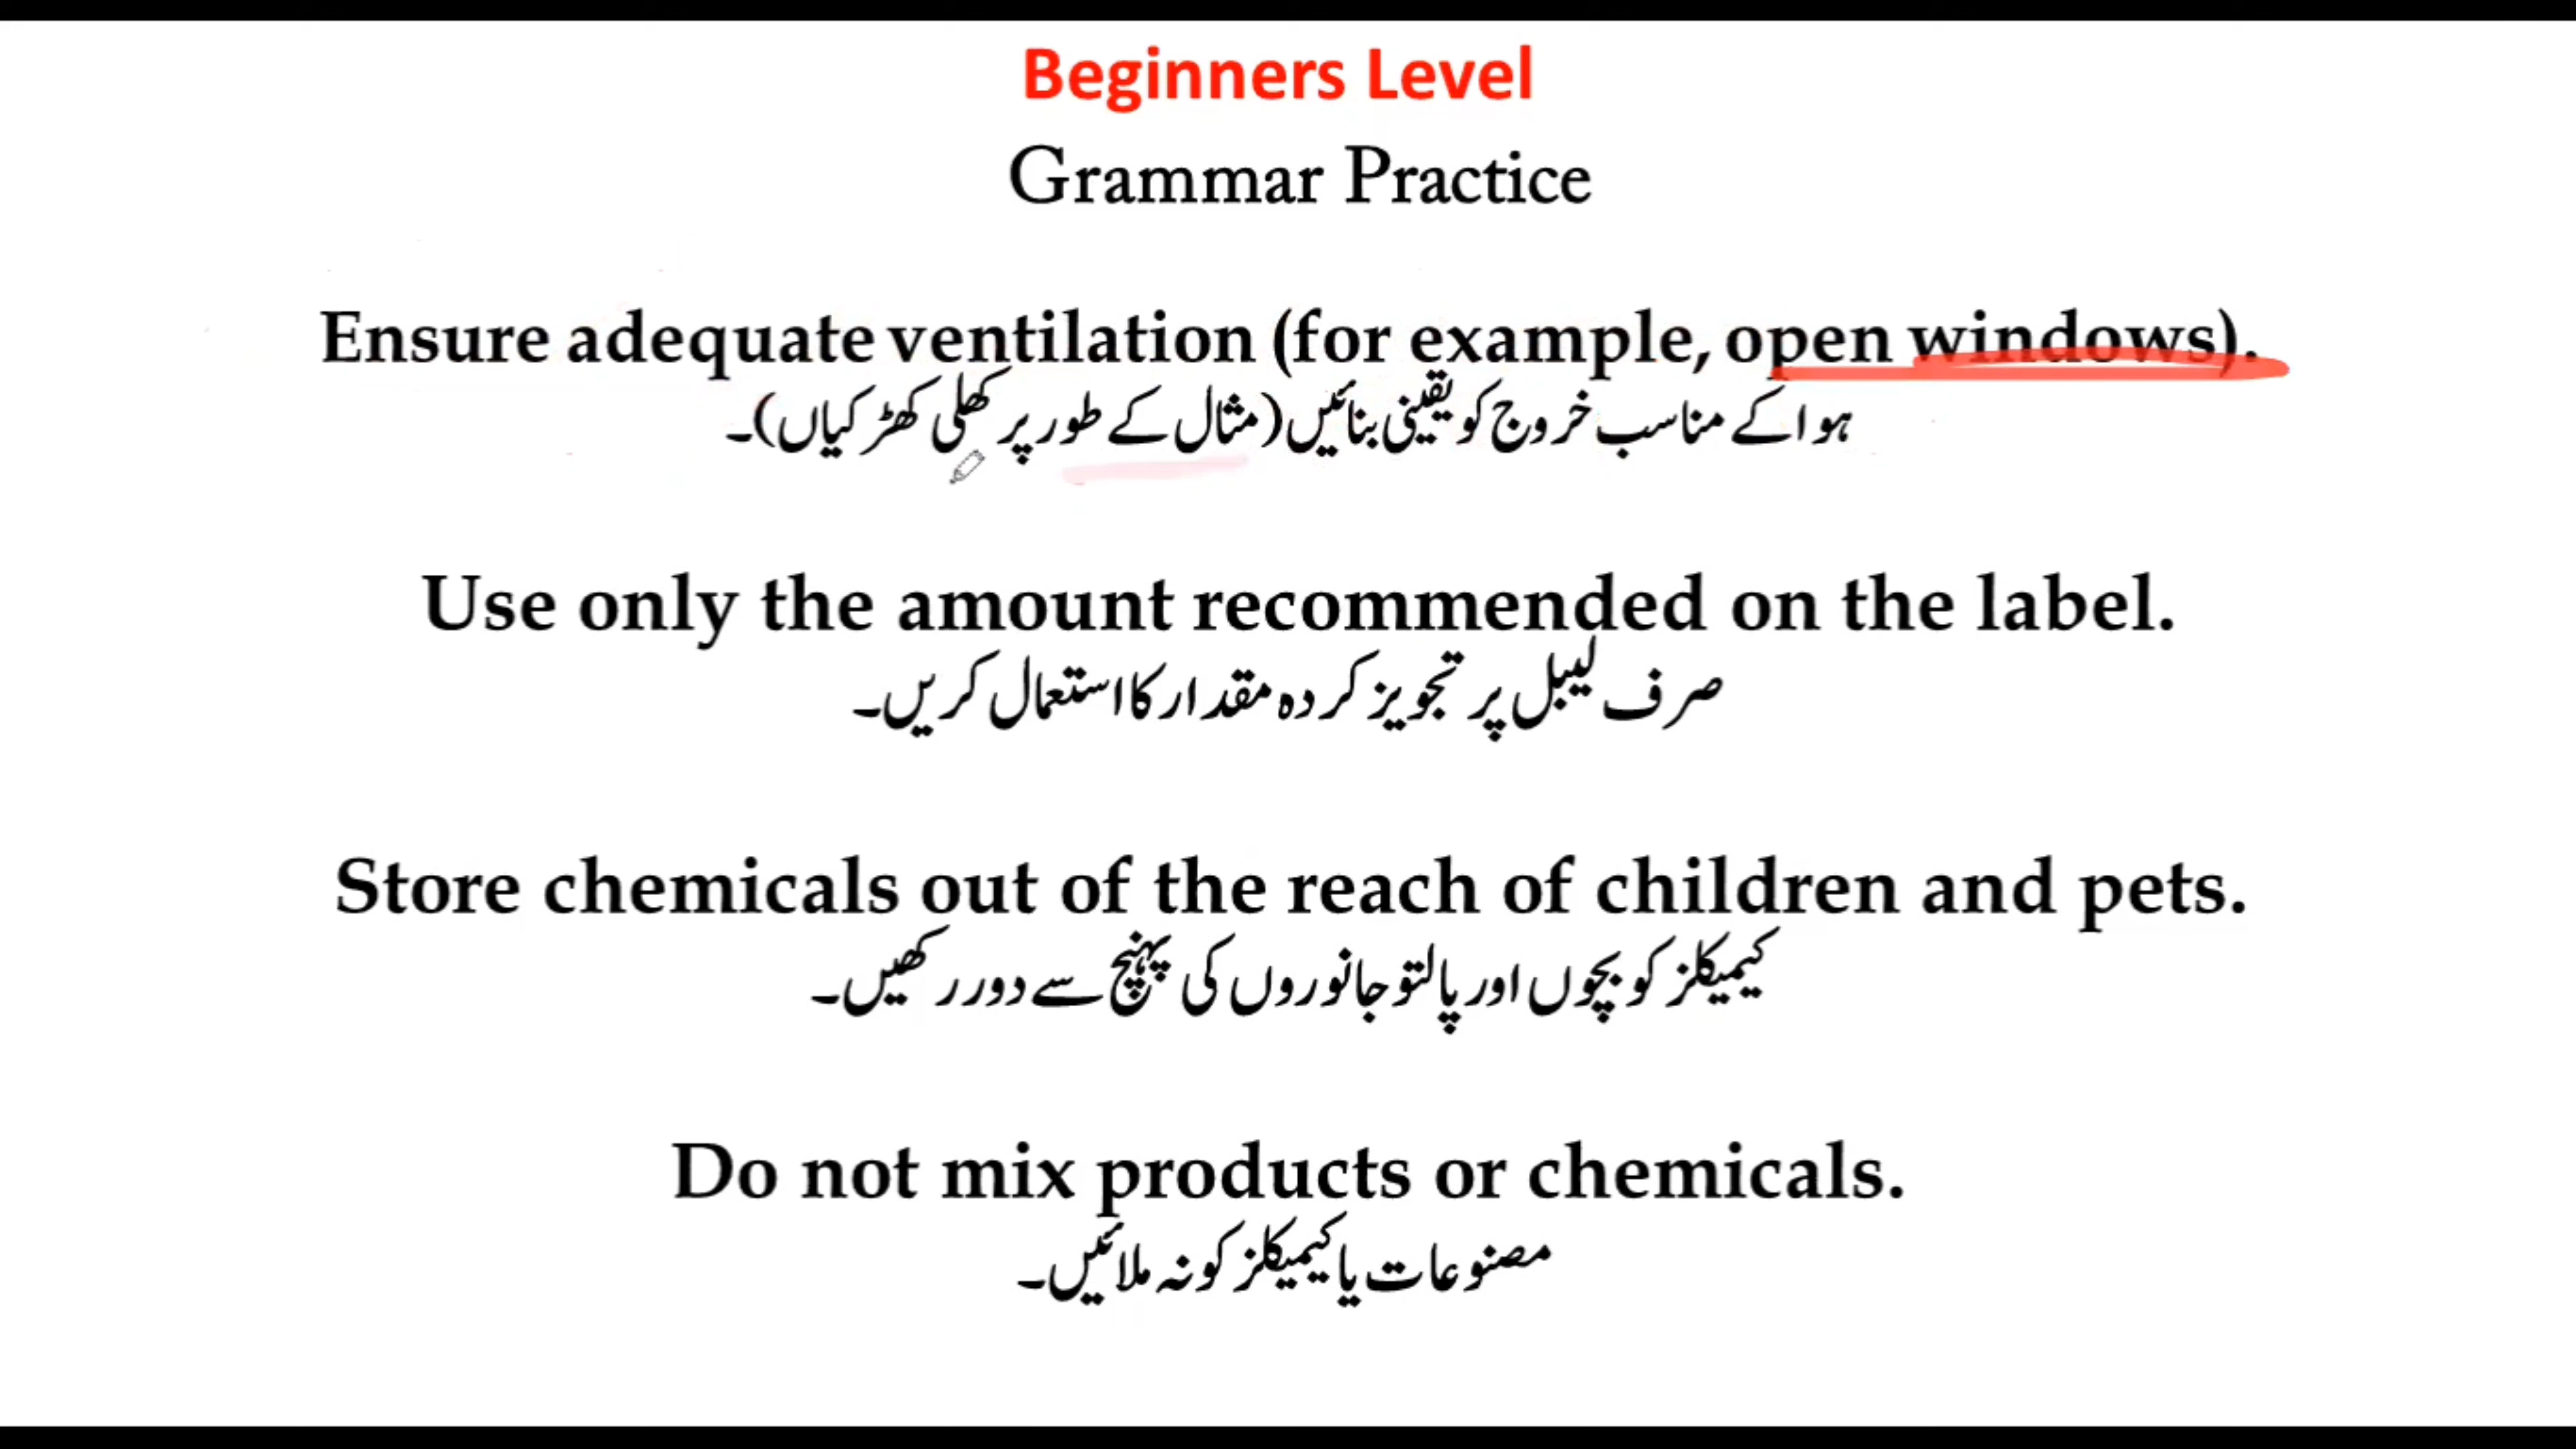 Beginners Level
Grammar Practice
Ensure adequate ventilation (for example, open windows).
ہوا کے مناسب خروج کو یقینی بنائیں (مثال کے طور پر کھلی کھڑکیاں)۔
Use only the amount recommended on the label.
صرف لیبل پر تجویز کردہ مقدار کا استعمال کریں۔
Store chemicals out of the reach of children and pets.
کیمیکلز کو بچوں اور پالتو جانوروں کی پہنچ سے دور رکھیں۔
Do not mix products or chemicals.
مصنوعات یا کیمیکلز کو نہ ملائیں۔